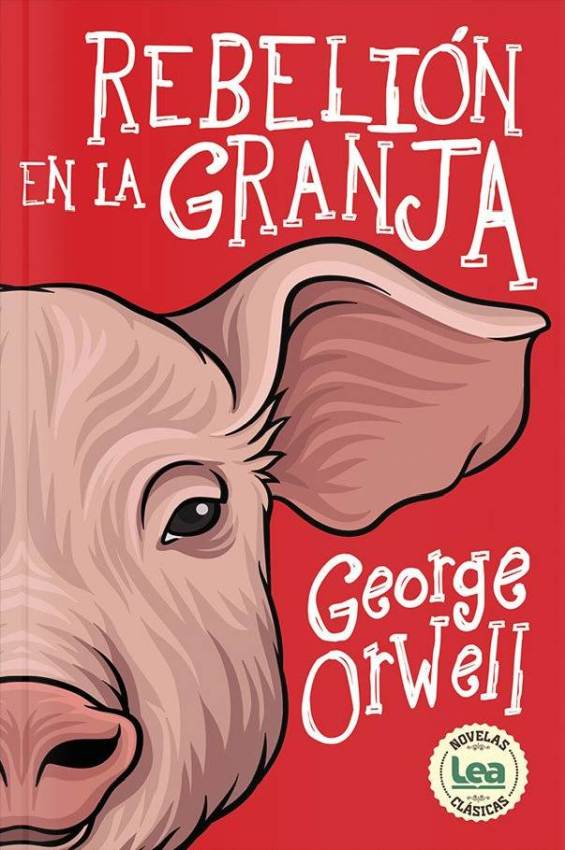 REBELIÓN
EN LA GRANJA
George
Orwell
NOVELAS
Lea
CLÁSICAS